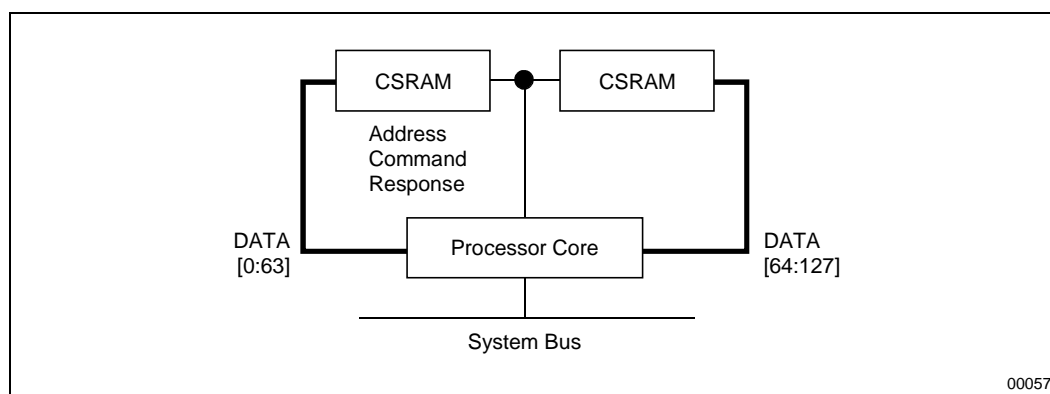 CSRAM
CSRAM
Address
Command
Response
DATA
[0:63]
Processor Core
DATA
[64:127]
System Bus
00057